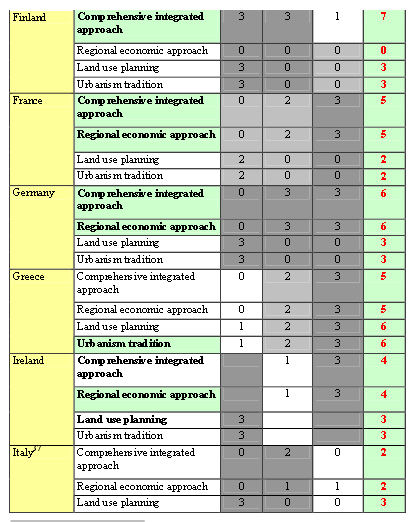 Finland Comprehensive integrated 3 3 1 7
approach
Regional economic approach 0 0 0 0
Land use planning 3 0 0 3
Urbanism tradition 3 0 0 3
France Comprehensive integrated 0 2 3 5
approach
Regional economic approach 0 2 3 5
Land use planning 2 0 0 2
Urbanism tradition 2 0 0 2
Germany Comprehensive integrated 0 3 3 6
approach
Regional economic approach 0 3 3 6
Land use planning 3 0 0 3
Urbanism tradition 3 0 0 3
Greece Comprehensive integrated 0 2 3 5
approach
Regional economic approach 0 2 3 5
Land use planning 1 2 3 6
Urbanism tradition 1 2 3 6
Ireland Comprehensive integrated 1 3 4
approach
Regional economic approach 1 3 4
Land use planning 3 3
Urbanism tradition 3 3
Italy Comprehensive integrated 0 2 0 2
approach
Regional economic approach 0 1 1 2
Land use planning 3 0 0 3